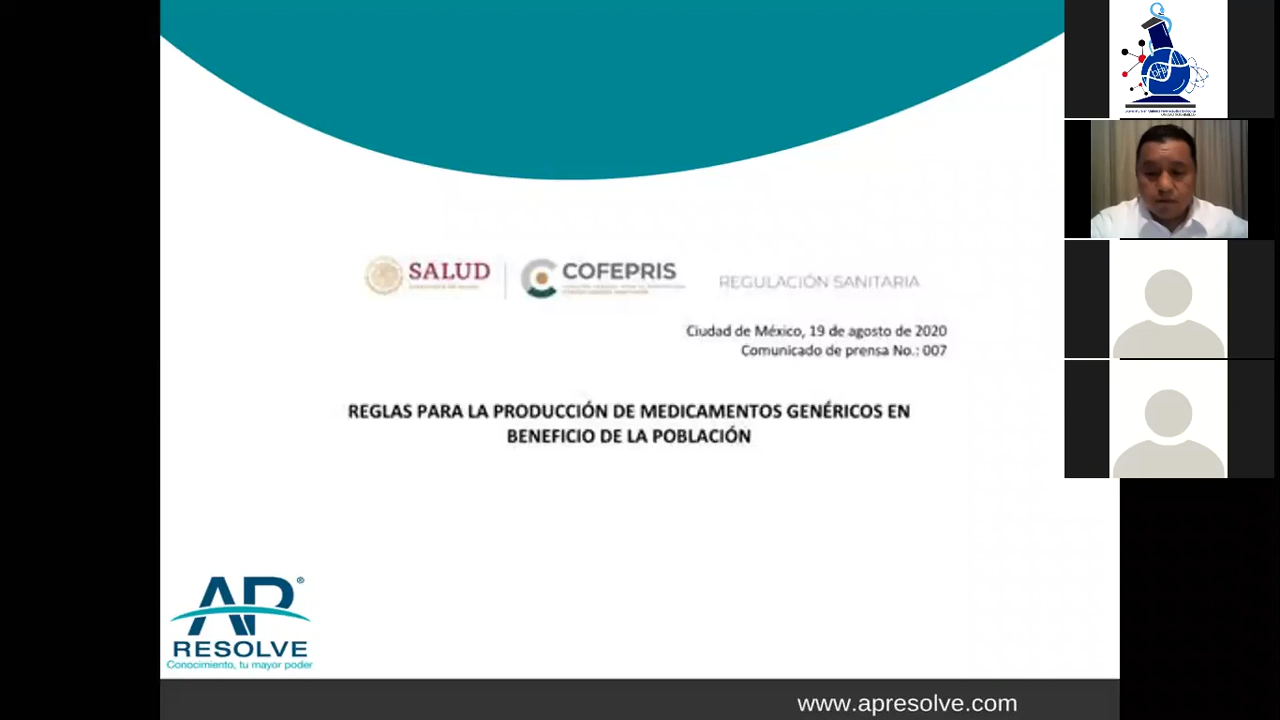 SALUD
COFEPRIS
REGULACIÓN SANITARIA
Ciudad de México, 19 de agosto de 2020
Comunicado de prensa No.: 007
REGLAS PARA LA PRODUCCIÓN DE MEDICAMENTOS GENÉRICOS EN
BENEFICIO DE LA POBLACIÓN
AP®
RESOLVE
Conocimiento, tu mayor poder
www.apresolve.com